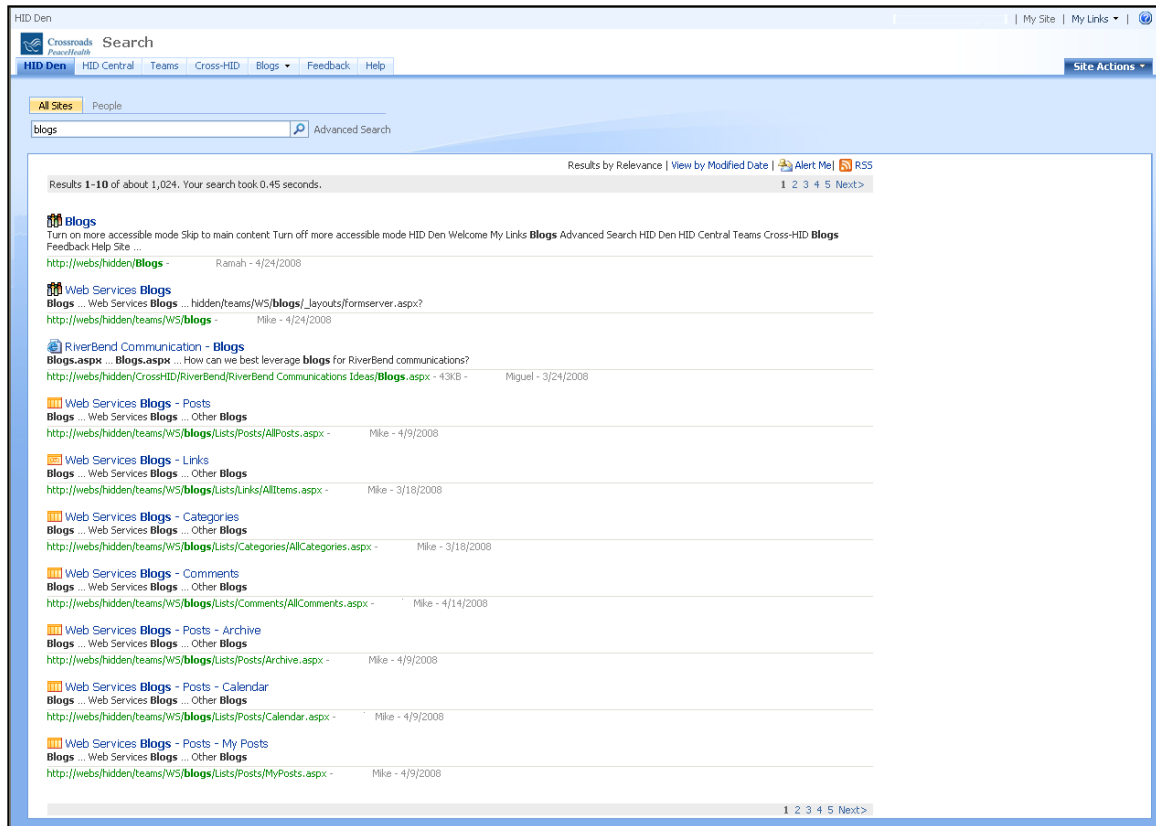 HID Den | My Site | My Links ▾ |
Crossroads
PeaceHealth
Search
HID Den HID Central Teams Cross-HID Blogs ▾ Feedback Help Site Actions ▾
All Sites People
blogs Advanced Search
Results by Relevance | View by Modified Date | Alert Me| RSS
Results 1-10 of about 1,024. Your search took 0.45 seconds. 1 2 3 4 5 Next>
Blogs
Turn on more accessible mode Skip to main content Turn off more accessible mode HID Den Welcome My Links Blogs Advanced Search HID Den HID Central Teams Cross-HID Blogs
Feedback Help Site ...
http://webs/hidden/Blogs - Ramah - 4/24/2008
Web Services Blogs
Blogs ... Web Services Blogs ... hidden/teams/WS/blogs/_layouts/formserver.aspx?
http://webs/hidden/teams/WS/blogs - Mike - 4/24/2008
RiverBend Communication - Blogs
Blogs.aspx ... Blogs.aspx ... How can we best leverage blogs for RiverBend communications?
http://webs/hidden/CrossHID/RiverBend/RiverBend Communications Ideas/Blogs.aspx - 43KB - Miguel - 3/24/2008
Web Services Blogs - Posts
Blogs ... Web Services Blogs ... Other Blogs
http://webs/hidden/teams/WS/blogs/Lists/Posts/AllPosts.aspx - Mike - 4/9/2008
Web Services Blogs - Links
Blogs ... Web Services Blogs ... Other Blogs
http://webs/hidden/teams/WS/blogs/Lists/Links/AllItems.aspx - Mike - 3/18/2008
Web Services Blogs - Categories
Blogs ... Web Services Blogs ... Other Blogs
http://webs/hidden/teams/WS/blogs/Lists/Categories/AllCategories.aspx - Mike - 3/18/2008
Web Services Blogs - Comments
Blogs ... Web Services Blogs ... Other Blogs
http://webs/hidden/teams/WS/blogs/Lists/Comments/AllComments.aspx - Mike - 4/14/2008
Web Services Blogs - Posts - Archive
Blogs ... Web Services Blogs ... Other Blogs
http://webs/hidden/teams/WS/blogs/Lists/Posts/Archive.aspx - Mike - 4/9/2008
Web Services Blogs - Posts - Calendar
Blogs ... Web Services Blogs ... Other Blogs
http://webs/hidden/teams/WS/blogs/Lists/Posts/Calendar.aspx - Mike - 4/9/2008
Web Services Blogs - Posts - My Posts
Blogs ... Web Services Blogs ... Other Blogs
http://webs/hidden/teams/WS/blogs/Lists/Posts/MyPosts.aspx - Mike - 4/9/2008
1 2 3 4 5 Next>